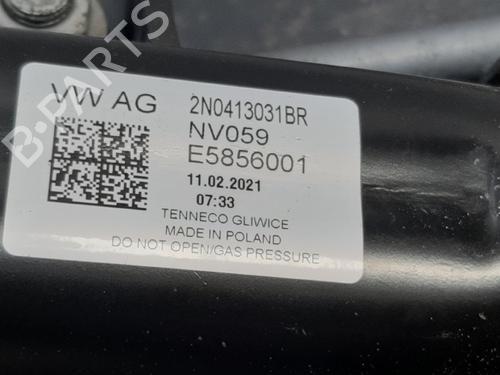 B-PARTS
VW AG
2N0413031BR
NV059
E5856001
11.02.2021
07:33
TENNECO GLIWICE
MADE IN POLAND
DO NOT OPEN/GAS PRESSURE